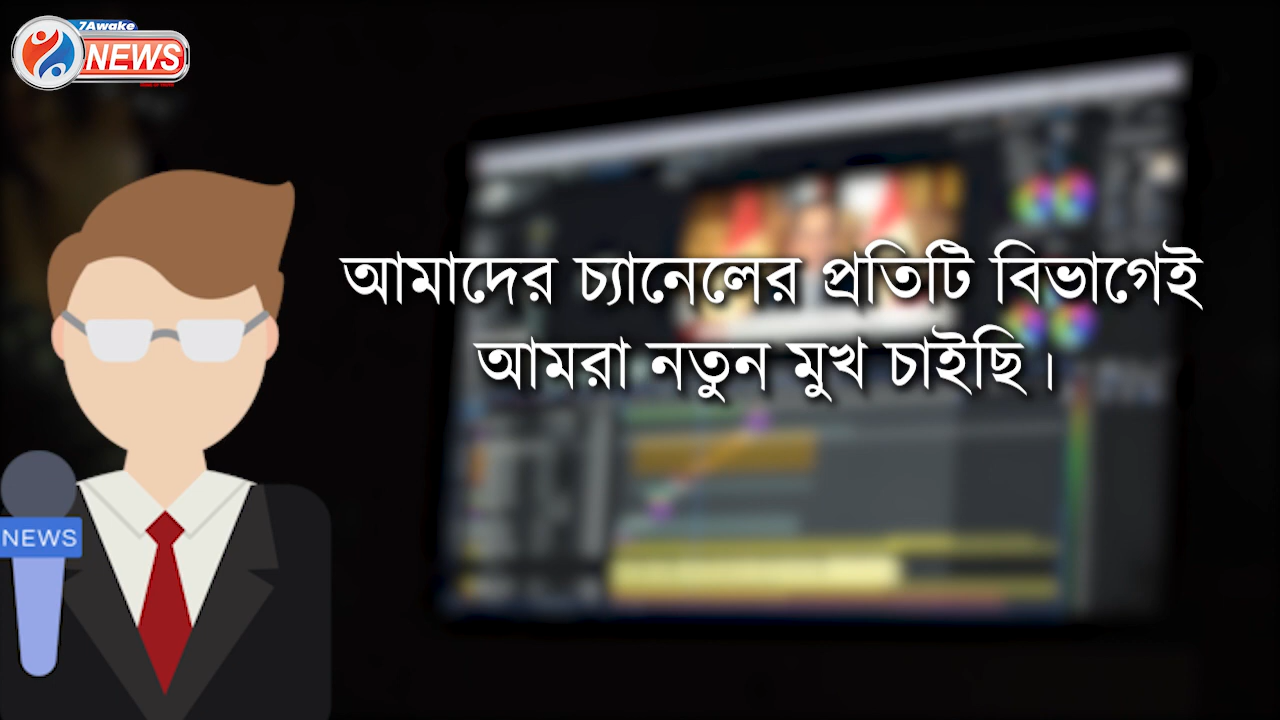 7Awake
NEWS
আমাদের চ্যানেলের প্রতিটি বিভাগেই
আমরা নতুন মুখ চাইছি।
NEWS